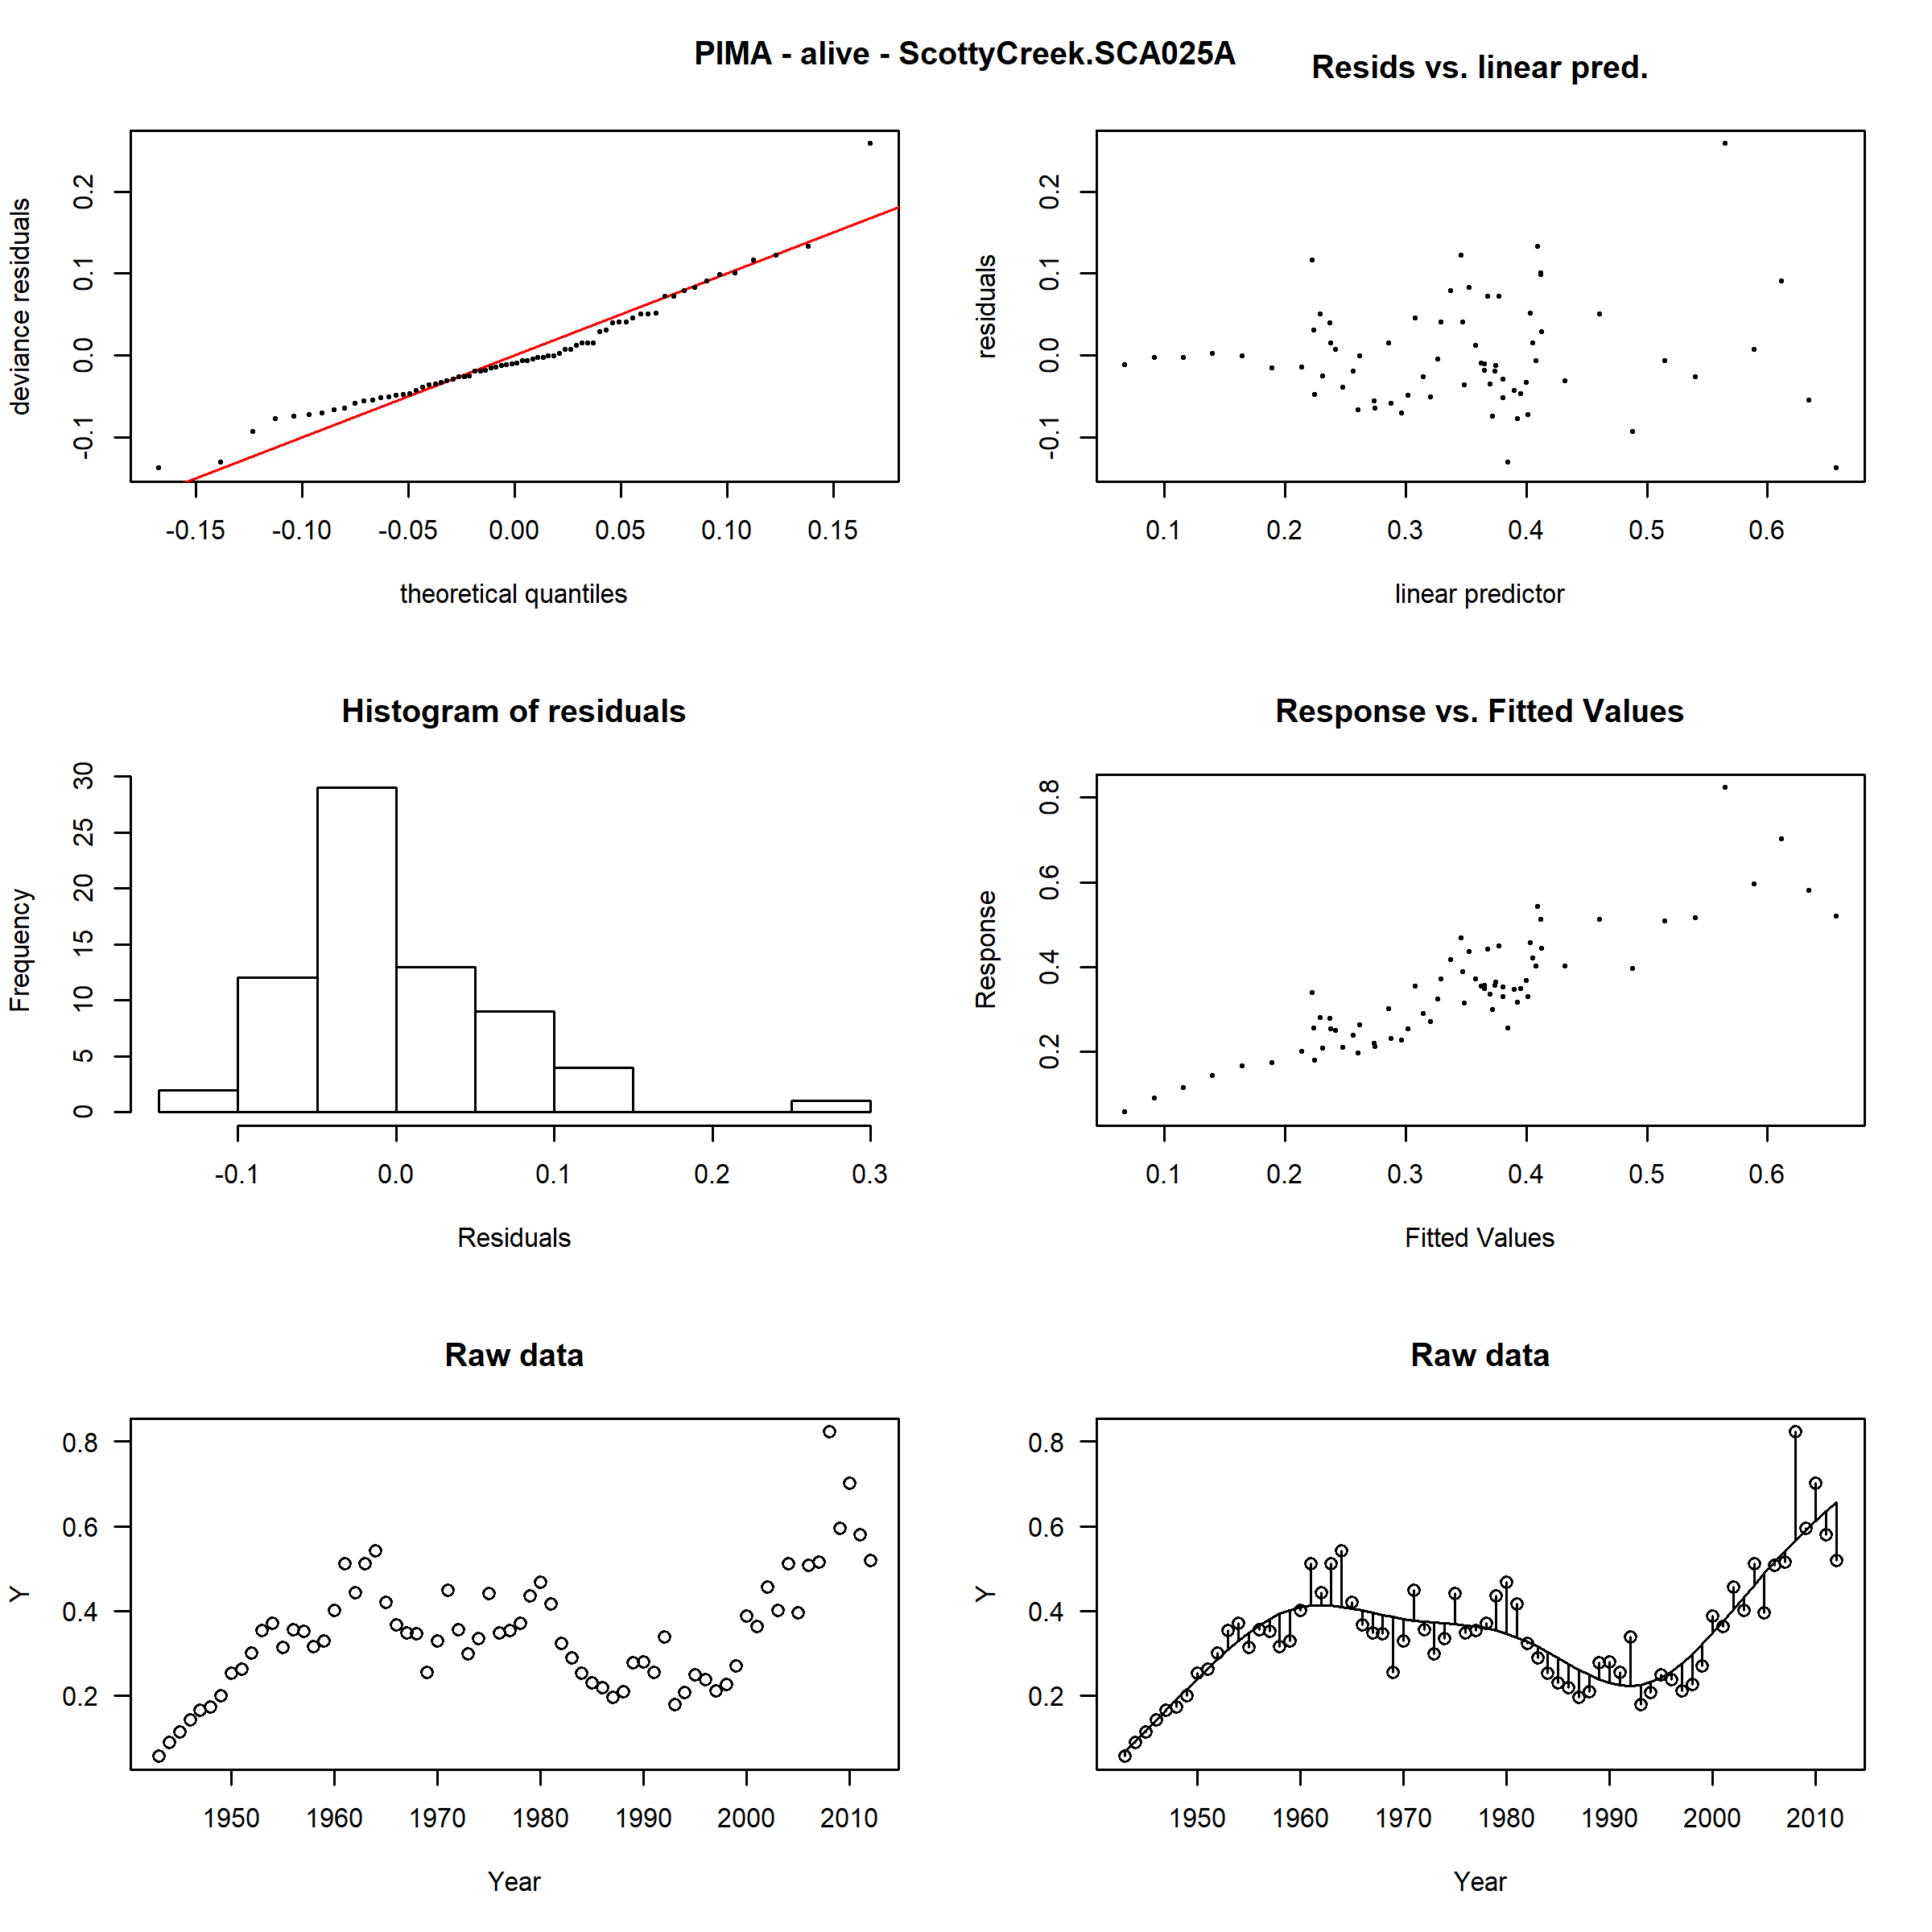 PIMA - alive - ScottyCreek.SCA025A
Resids vs. linear pred.
deviance residuals
-0.1 0.0 0.1 0.2
-0.15 -0.10 -0.05 0.00 0.05 0.10 0.15
theoretical quantiles
residuals
-0.1 0.0 0.1 0.2
0.1 0.2 0.3 0.4 0.5 0.6
linear predictor
Histogram of residuals
Frequency
0 5 10 15 20 25 30
-0.1 0.0 0.1 0.2 0.3
Residuals
Response vs. Fitted Values
Response
0.2 0.4 0.6 0.8
0.1 0.2 0.3 0.4 0.5 0.6
Fitted Values
Raw data
Y
0.8
0.6
0.4
0.2
1950 1960 1970 1980 1990 2000 2010
Year
Raw data
Y
0.8
0.6
0.4
0.2
1950 1960 1970 1980 1990 2000 2010
Year